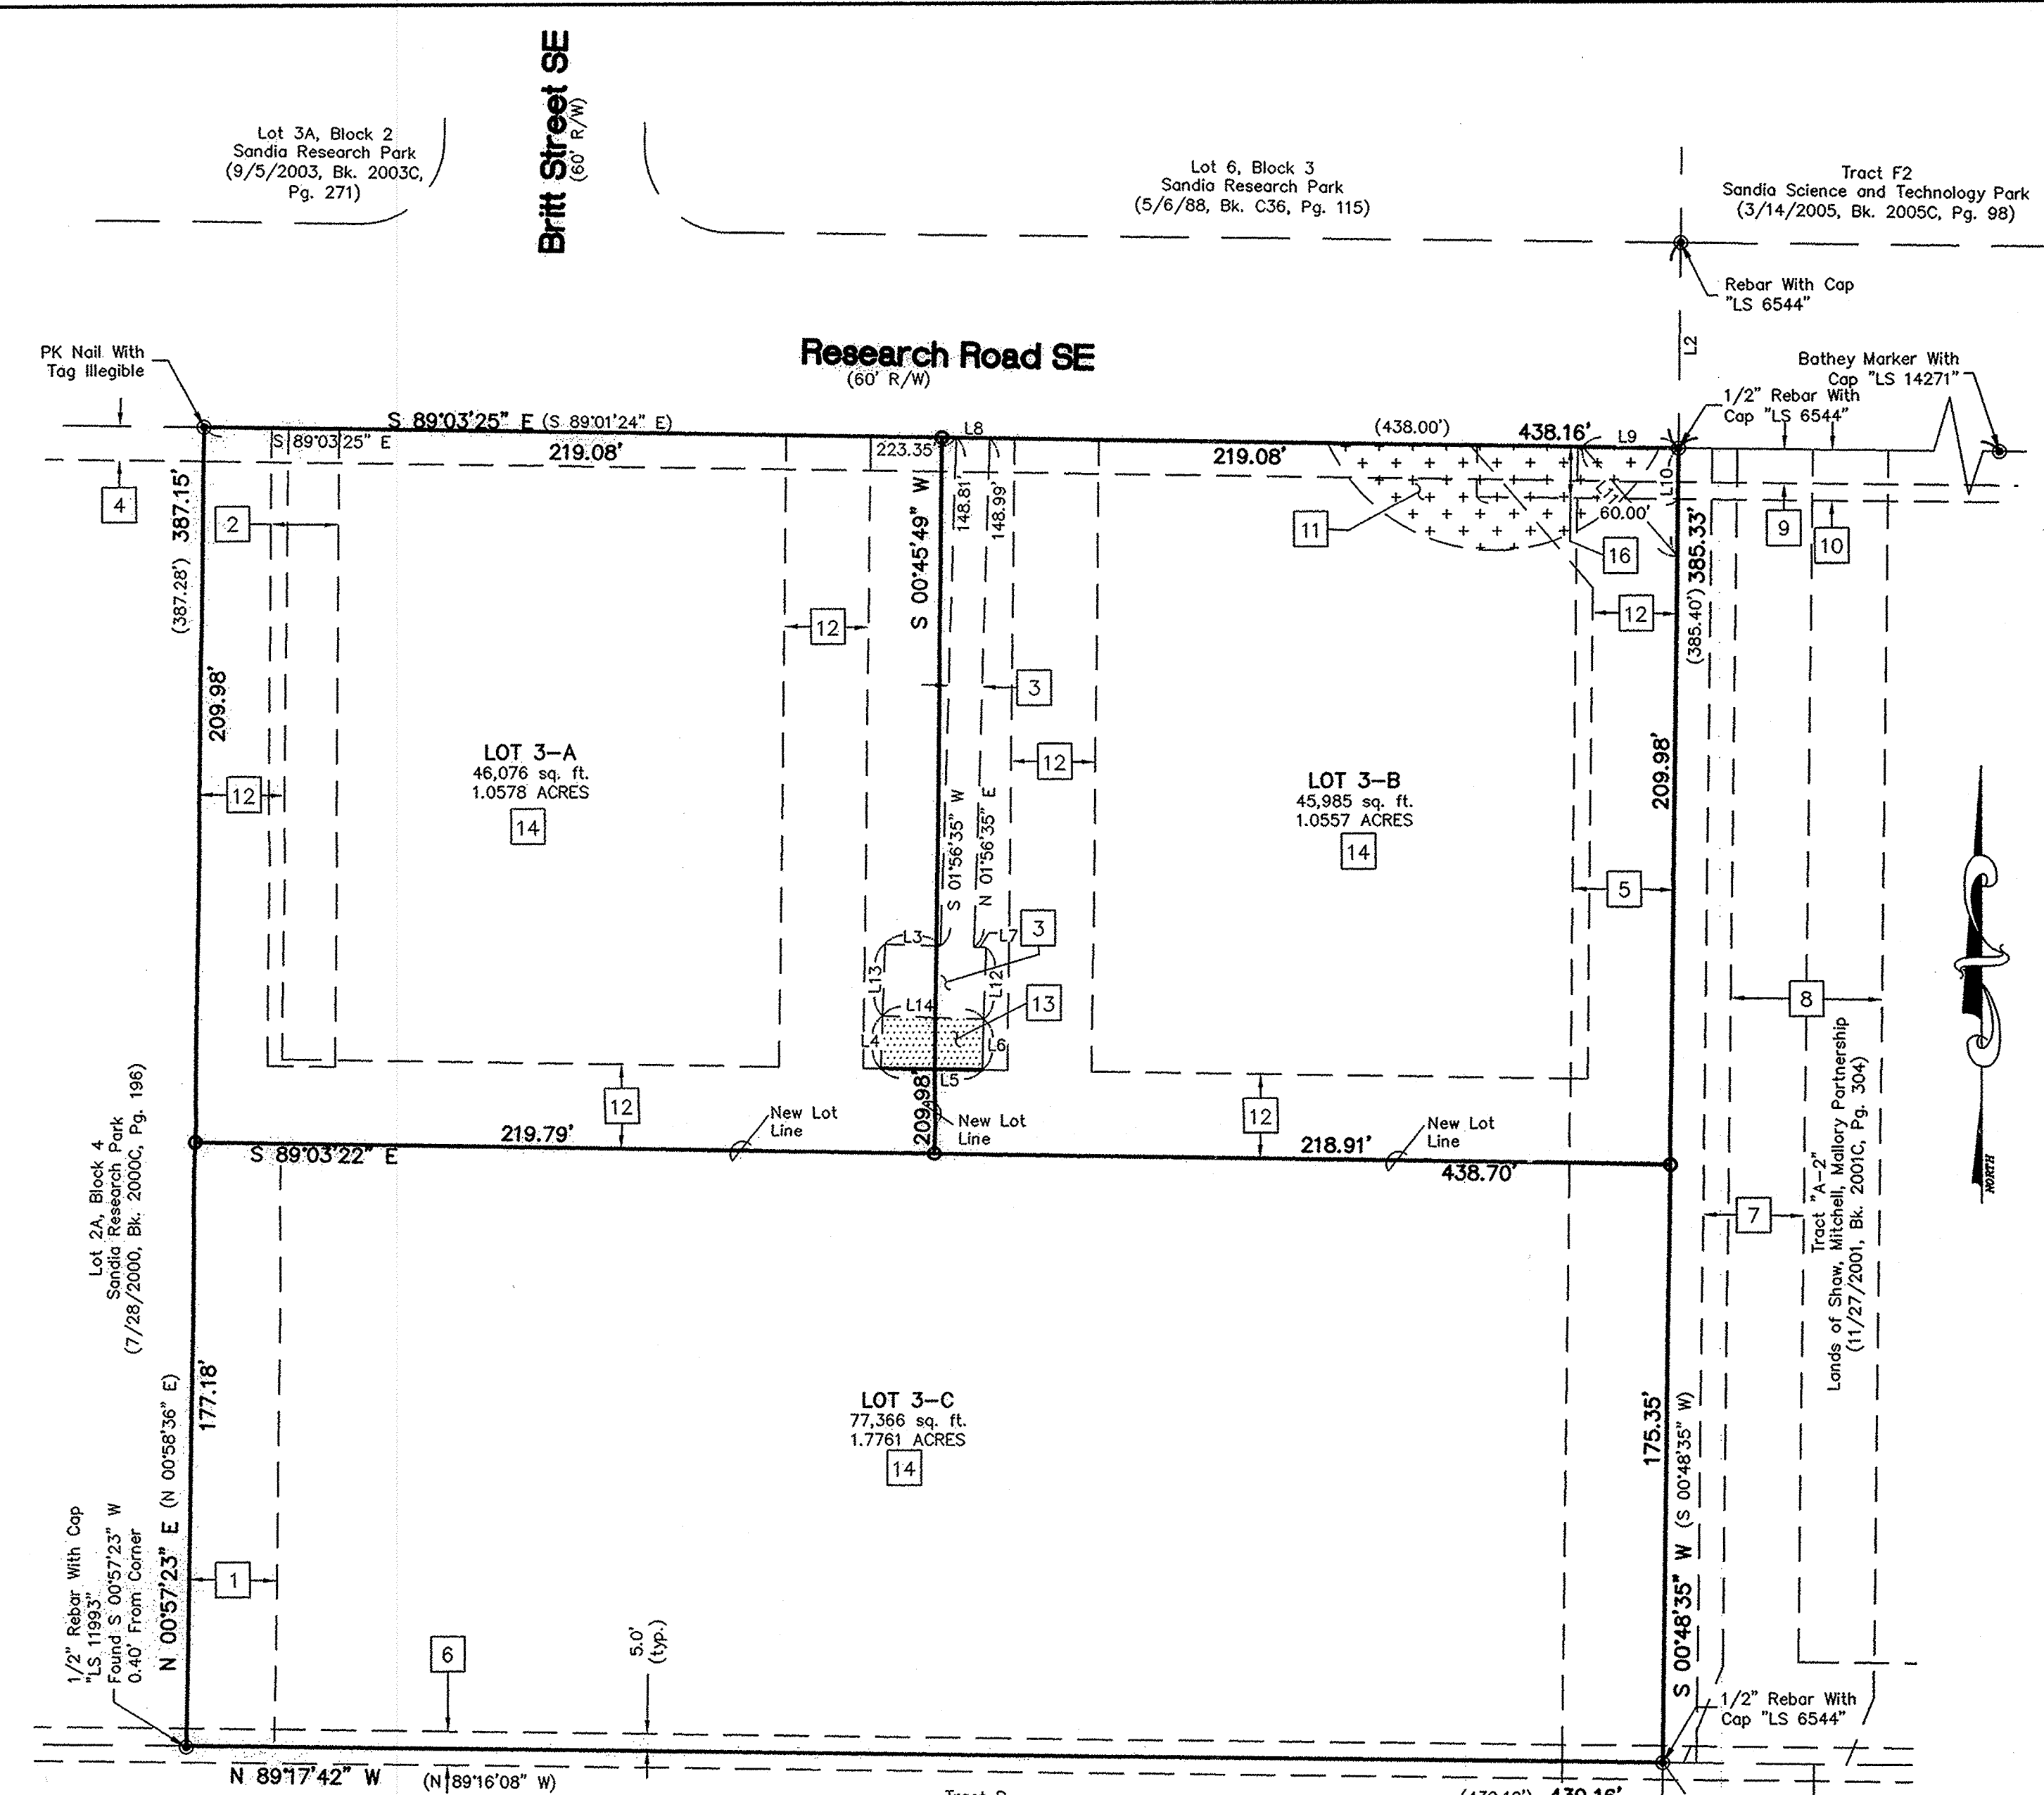 Britt Street SE
(60' R/W)
Lot 3A, Block 2
Sandia Research Park
(9/5/2003, Bk. 2003C,
Pg. 271)
Lot 6, Block 3
Sandia Research Park
(5/6/88, Bk. C36, Pg. 115)
Tract F2
Sandia Science and Technology Park
(3/14/2005, Bk. 2005C, Pg. 98)
Rebar With Cap
"LS 6544"
L2
PK Nail With
Tag Illegible
Research Road SE
(60' R/W)
Bathey Marker With
Cap "LS 14271"
1/2" Rebar With
Cap "LS 6544"
S 89°03'25" E (S 89°01'24" E)
L8
(438.00')
438.16'
L9
S 89°03'25" E
219.08'
223.35'
219.08'
L10
L11
60.00'
4
2
(387.28') 387.15'
S 00°45'49" W
148.81'
148.99'
11
16
9
10
(385.40') 385.33'
12
12
3
209.98'
12
LOT 3-A
46,076 sq. ft.
1.0578 ACRES
14
12
LOT 3-B
45,985 sq. ft.
1.0557 ACRES
14
209.98'
12
S 01°56'35" W
N 01°56'35" E
5
L3
L7
3
L13
L12
L14
13
L4
L6
L5
8
12
209.98'
12
New Lot
Line
New Lot
Line
New Lot
Line
219.79'
S 89°03'22" E
218.91'
438.70'
7
Lot 2A, Block 4
Sandia Research Park
(7/28/2000, Bk. 2000C, Pg. 196)
Tract "A-2"
Lands of Shaw, Mitchell, Mallory Partnership
(11/27/2001, Bk. 2001C, Pg. 304)
NORTH
177.18'
LOT 3-C
77,366 sq. ft.
1.7761 ACRES
14
175.35'
N 00°57'23" E (N 00°58'36" E)
S 00°48'35" W (S 00°48'35" W)
1/2" Rebar With Cap
"LS 11993"
Found S 00°57'23" W
0.40' From Corner
1
6
5.0'
(typ.)
1/2" Rebar With
Cap "LS 6544"
N 89°17'42" W
(N 89°16'08" W)